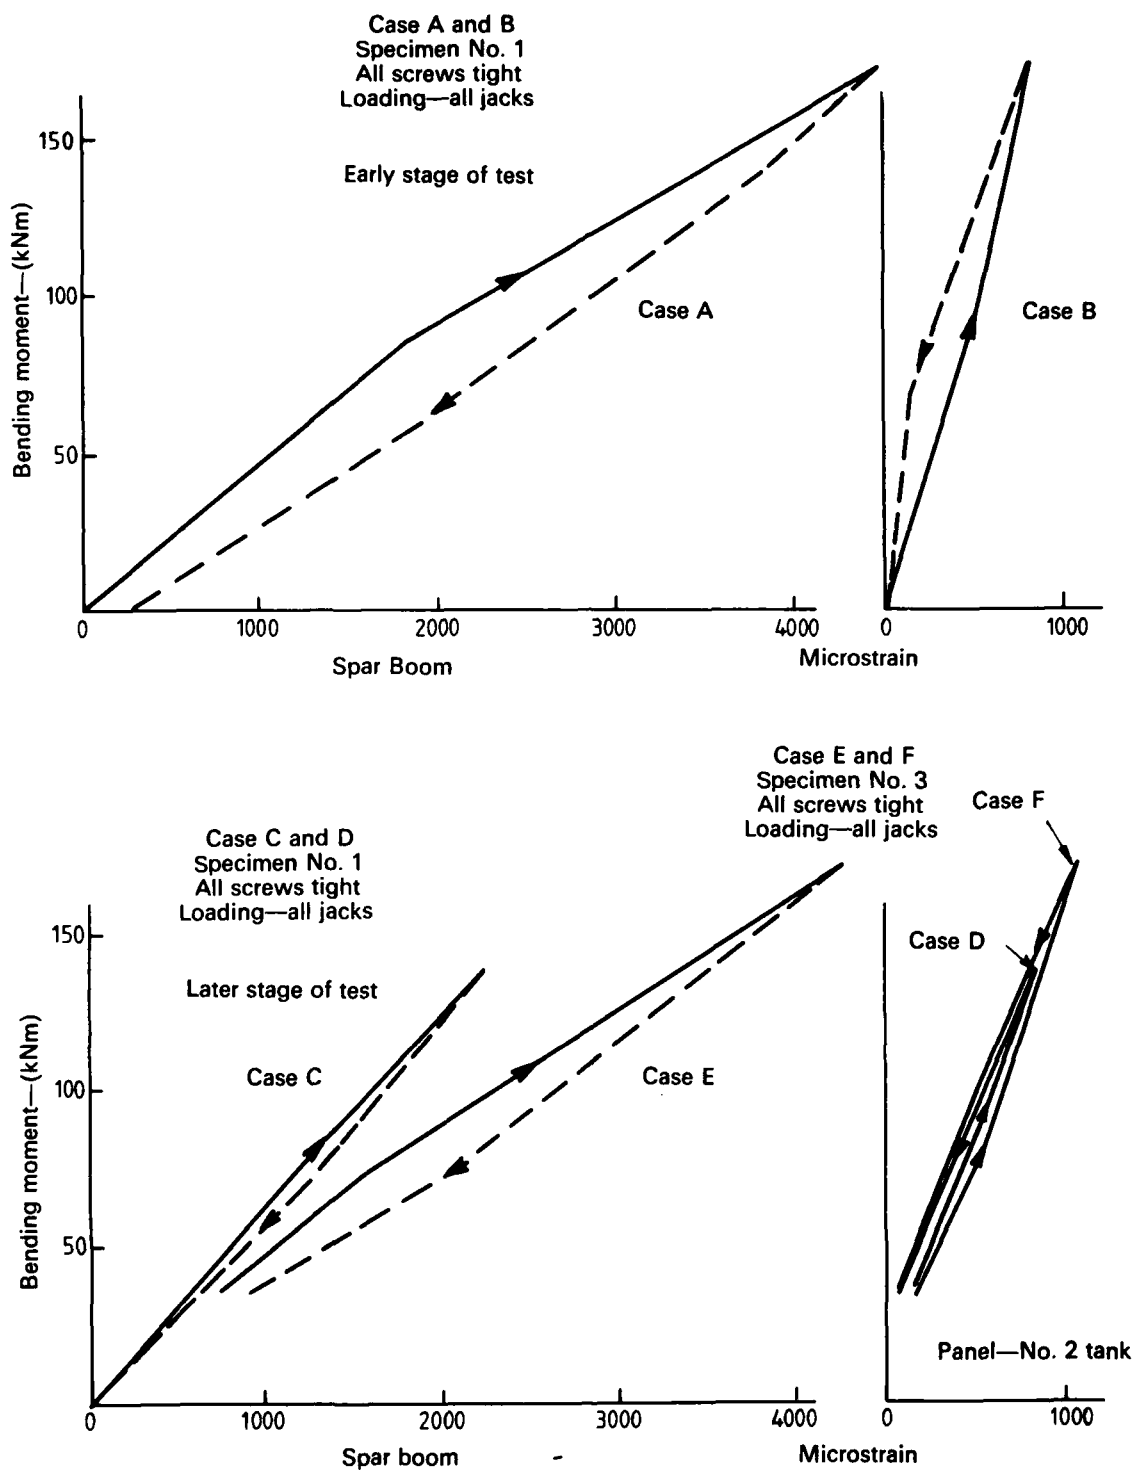 Case A and B
Specimen No. 1
All screws tight
Loading—all jacks
Early stage of test
150
100
50
Bending moment—(kNm)
Case A
Case B
0 1000 2000 3000 4000
0 1000
Spar Boom
Microstrain
Case E and F
Specimen No. 3
All screws tight
Loading—all jacks
Case F
Case C and D
Specimen No. 1
All screws tight
Loading—all jacks
Later stage of test
150
100
50
Bending moment—(kNm)
Case D
Case C
Case E
Panel—No. 2 tank
0 1000 2000 3000 4000
0 1000
Spar boom
Microstrain